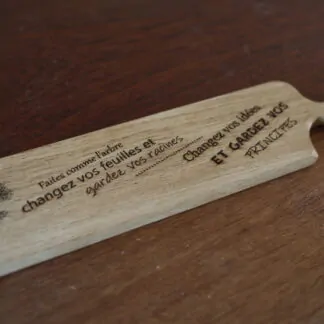 Faites comme l'arbre
changez vos feuilles et
gardez vos racines
Changez vos idées
ET GARDEZ VOS
PRINCIPES